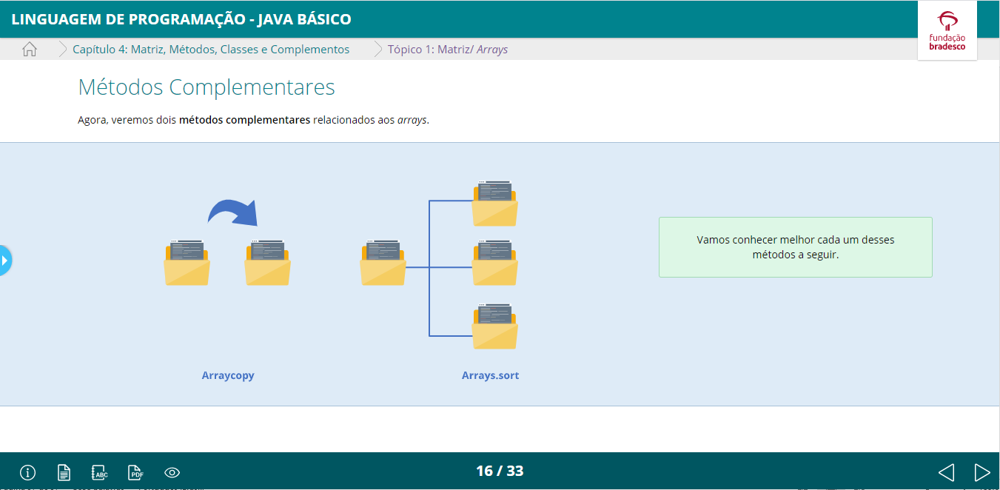 LINGUAGEM DE PROGRAMAÇÃO - JAVA BÁSICO
fundação
bradesco
Capítulo 4: Matriz, Métodos, Classes e Complementos
Tópico 1: Matriz/ Arrays
Métodos Complementares
Agora, veremos dois métodos complementares relacionados aos arrays.
Vamos conhecer melhor cada um desses
métodos a seguir.
Arraycopy
Arrays.sort
ABC
PDF
16 / 33